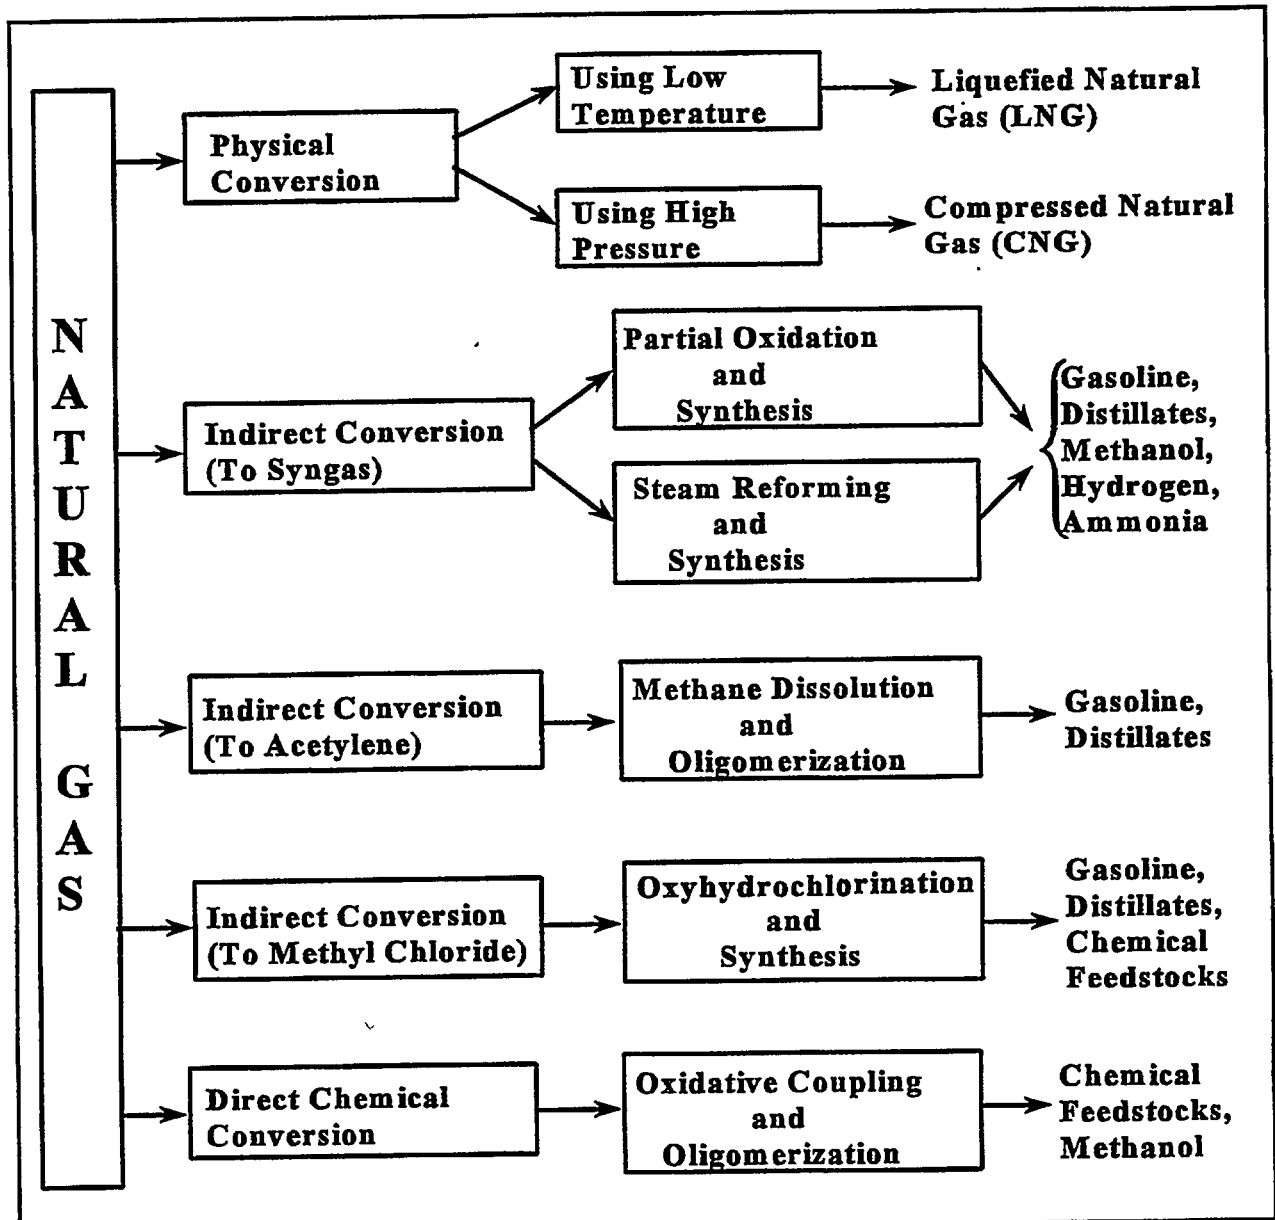 NATURAL GAS
Physical
Conversion
Using Low
Temperature
Liquefied Natural
Gas (LNG)
Using High
Pressure
Compressed Natural
Gas (CNG)
Indirect Conversion
(To Syngas)
Partial Oxidation
and
Synthesis
Steam Reforming
and
Synthesis
Gasoline,
Distillates,
Methanol,
Hydrogen,
Ammonia
Indirect Conversion
(To Acetylene)
Methane Dissolution
and
Oligomerization
Gasoline,
Distillates
Indirect Conversion
(To Methyl Chloride)
Oxyhydrochlorination
and
Synthesis
Gasoline,
Distillates,
Chemical
Feedstocks
Direct Chemical
Conversion
Oxidative Coupling
and
Oligomerization
Chemical
Feedstocks,
Methanol